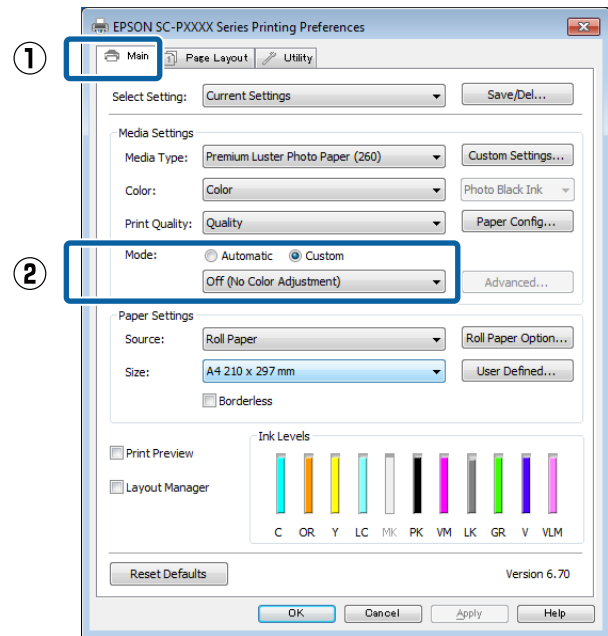 EPSON SC-PXXXX Series Printing Preferences
① Main Page Layout Utility
Select Setting: Current Settings Save/Del...
Media Settings
Media Type: Premium Luster Photo Paper (260) Custom Settings...
Color: Color Photo Black Ink
Print Quality: Quality Paper Config...
Mode: Automatic Custom
② Off (No Color Adjustment) Advanced...
Paper Settings
Source: Roll Paper Roll Paper Option...
Size: A4 210 x 297 mm User Defined...
Borderless
Ink Levels
Print Preview
Layout Manager
C OR Y LC MK PK VM LK GR V VLM
Reset Defaults Version 6.70
OK Cancel Apply Help